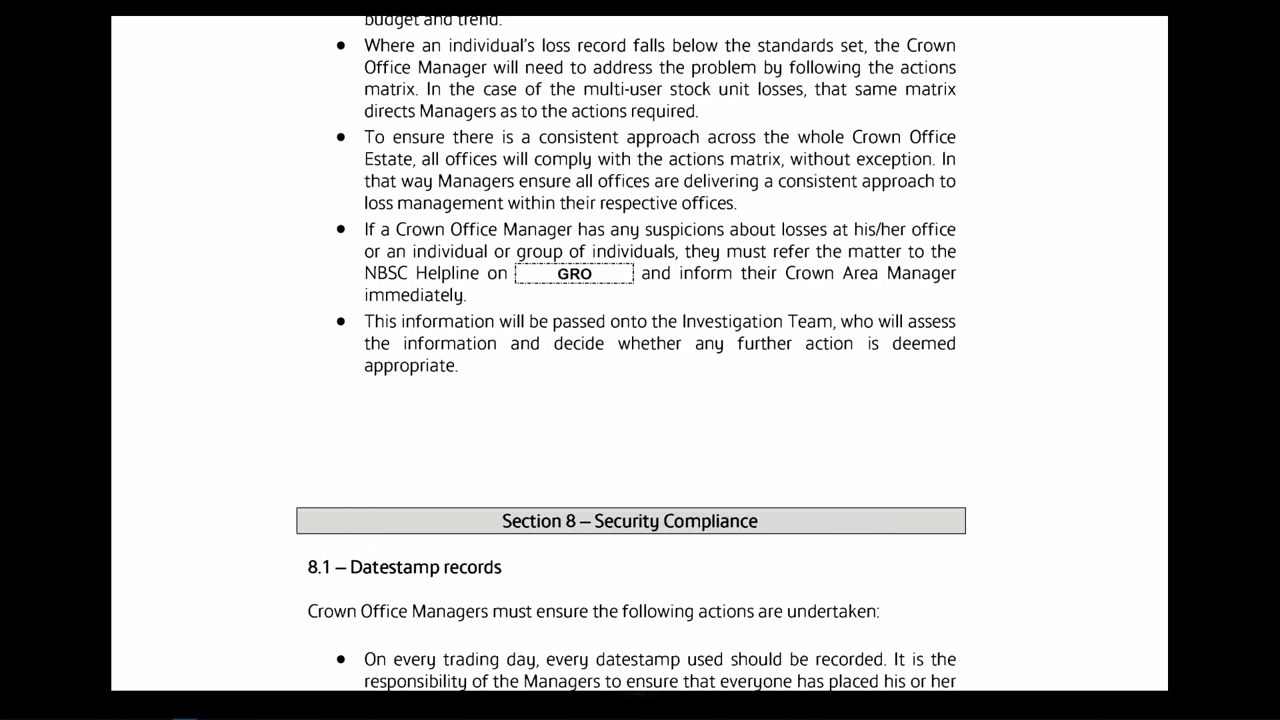 budget and trend.
● Where an individual's loss record falls below the standards set, the Crown
Office Manager will need to address the problem by following the actions
matrix. In the case of the multi-user stock unit losses, that same matrix
directs Managers as to the actions required.
● To ensure there is a consistent approach across the whole Crown Office
Estate, all offices will comply with the actions matrix, without exception. In
that way Managers ensure all offices are delivering a consistent approach to
loss management within their respective offices.
● If a Crown Office Manager has any suspicions about losses at his/her office
or an individual or group of individuals, they must refer the matter to the
NBSC Helpline on GRO and inform their Crown Area Manager
immediately.
● This information will be passed onto the Investigation Team, who will assess
the information and decide whether any further action is deemed
appropriate.
Section 8 – Security Compliance
8.1 – Datestamp records
Crown Office Managers must ensure the following actions are undertaken:
● On every trading day, every datestamp used should be recorded. It is the
responsibility of the Managers to ensure that everyone has placed his or her